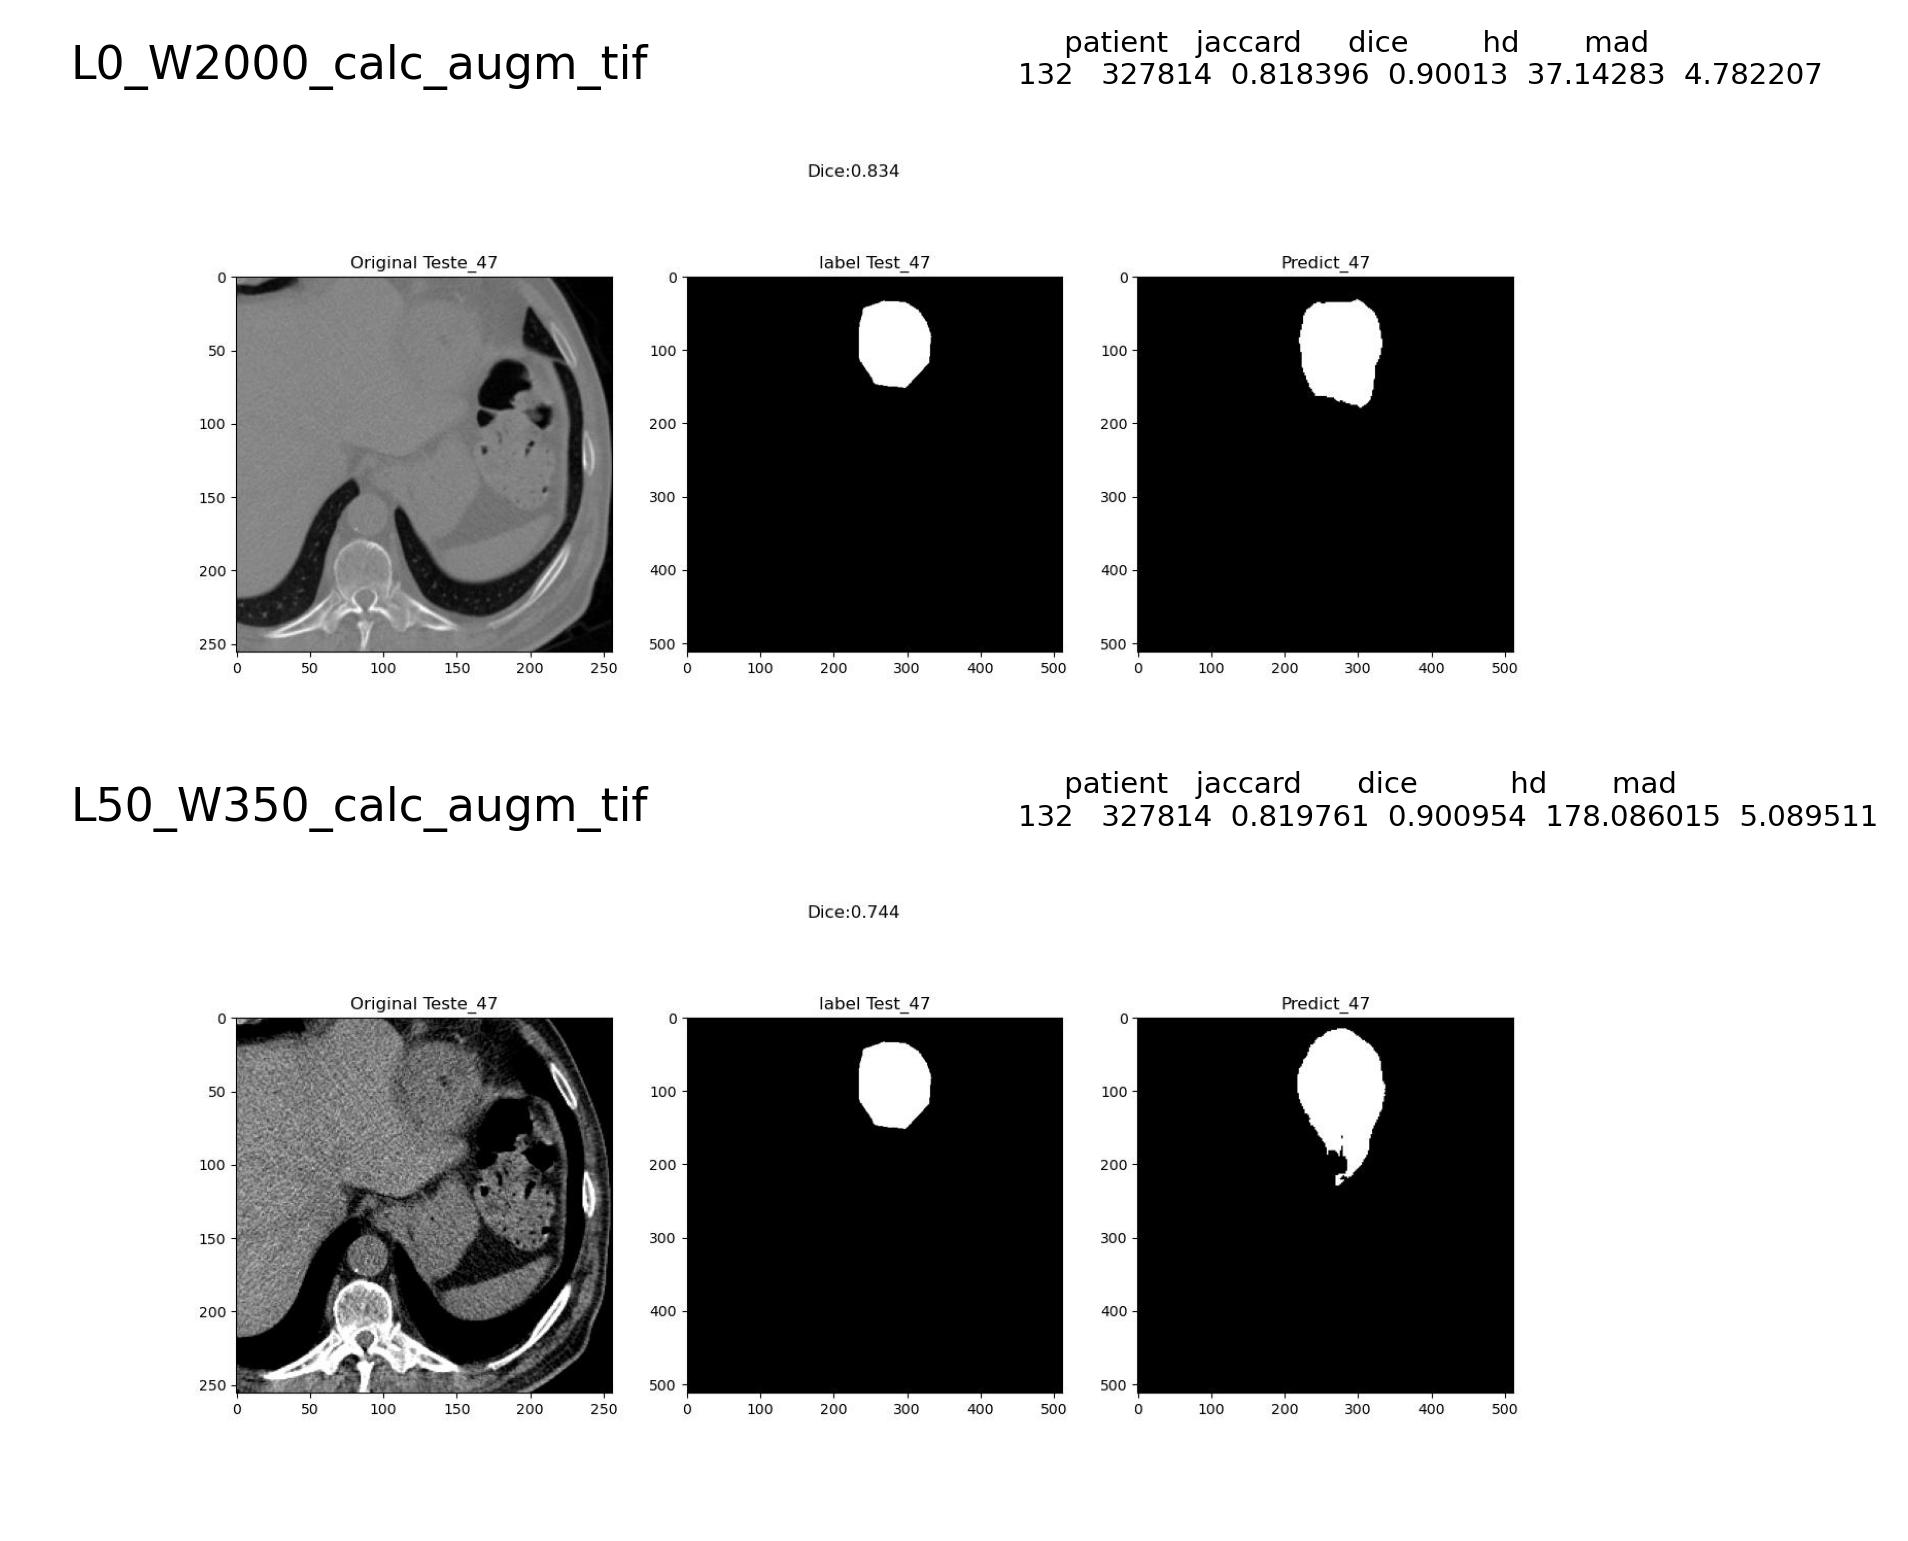 L0_W2000_calc_augm_tif
patient jaccard dice hd mad
132 327814 0.818396 0.90013 37.14283 4.782207
Dice:0.834
Original Teste_47
label Test_47
Predict_47
0
50
100
150
200
250
0 50 100 150 200 250
0
100
200
300
400
500
0 100 200 300 400 500
0
100
200
300
400
500
0 100 200 300 400 500
L50_W350_calc_augm_tif
patient jaccard dice hd mad
132 327814 0.819761 0.900954 178.086015 5.089511
Dice:0.744
Original Teste_47
label Test_47
Predict_47
0
50
100
150
200
250
0 50 100 150 200 250
0
100
200
300
400
500
0 100 200 300 400 500
0
100
200
300
400
500
0 100 200 300 400 500